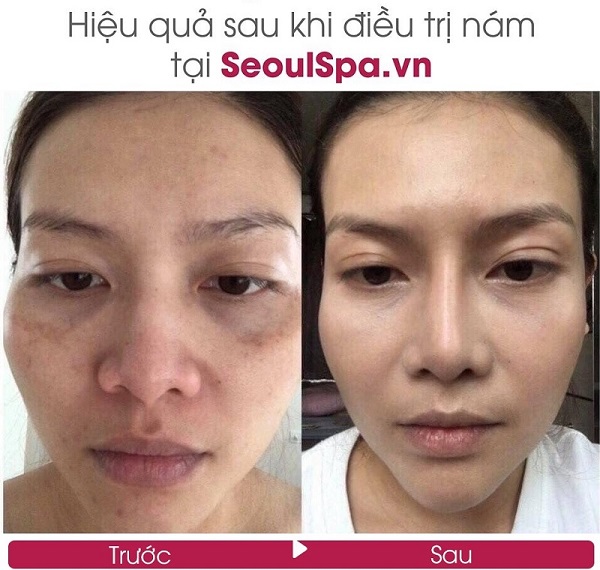 Hiệu quả sau khi điều trị nám
tại SeoulSpa.vn
Trước
Sau